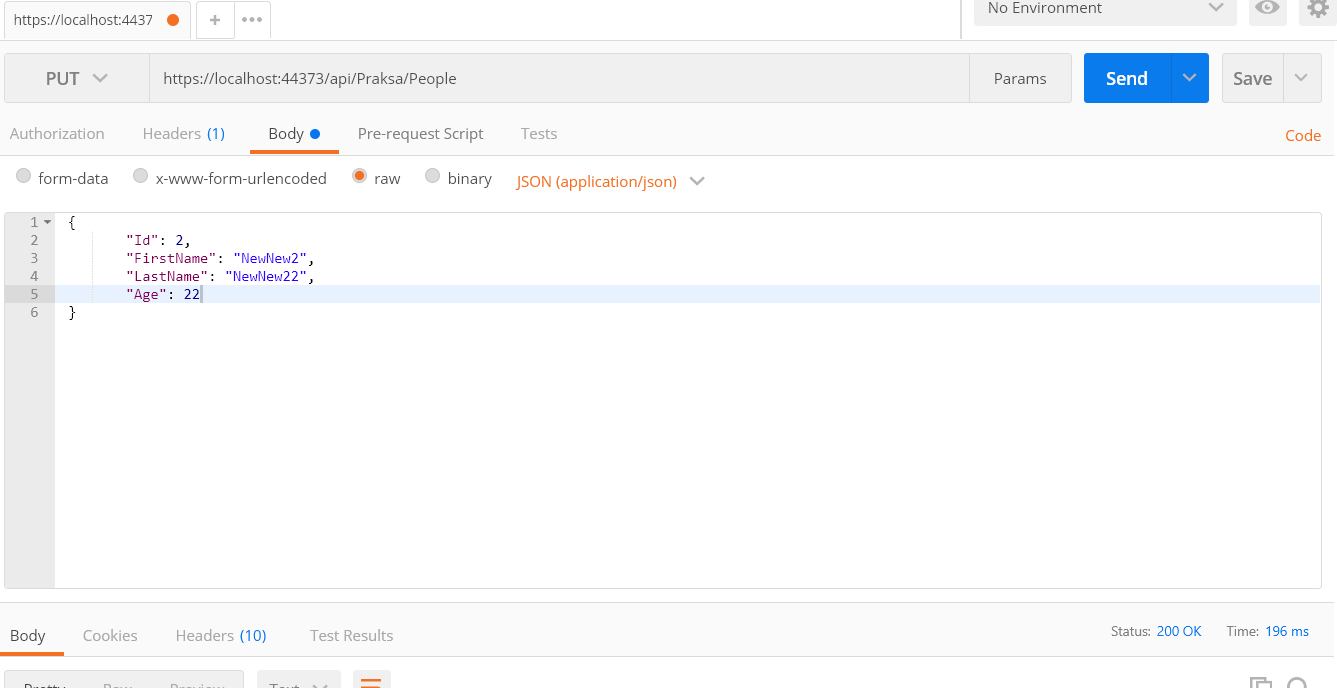 https://localhost:4437
No Environment
PUT https://localhost:44373/api/Praksa/People Params Send Save
Authorization Headers (1) Body Pre-request Script Tests Code
form-data x-www-form-urlencoded raw binary JSON (application/json)
1 {
2 "Id": 2,
3 "FirstName": "NewNew2",
4 "LastName": "NewNew22",
5 "Age": 22
6 }
Body Cookies Headers (10) Test Results Status: 200 OK Time: 196 ms
Pretty Raw Preview Text